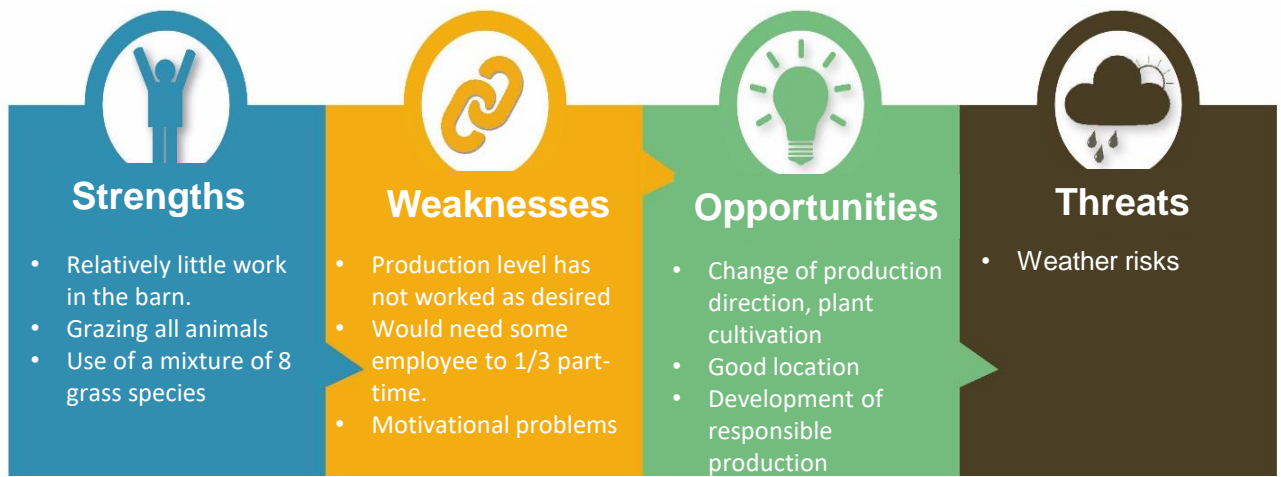 Strengths
• Relatively little work
in the barn.
• Grazing all animals
• Use of a mixture of 8
grass species
Weaknesses
• Production level has
not worked as desired
• Would need some
employee to 1/3 part-
time.
• Motivational problems
Opportunities
• Change of production
direction, plant
cultivation
• Good location
• Development of
responsible
production
Threats
• Weather risks